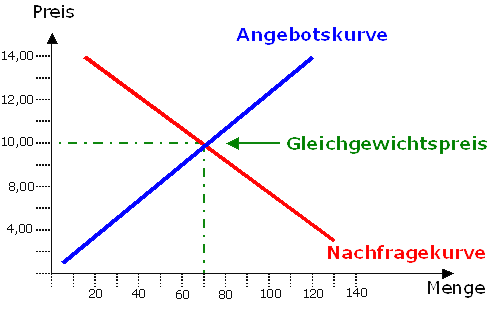 Preis
Angebotskurve
14,00
12,00
10,00
Gleichgewichtspreis
8,00
4,00
Nachfragekurve
20 40 60 80 100 120 140
Menge